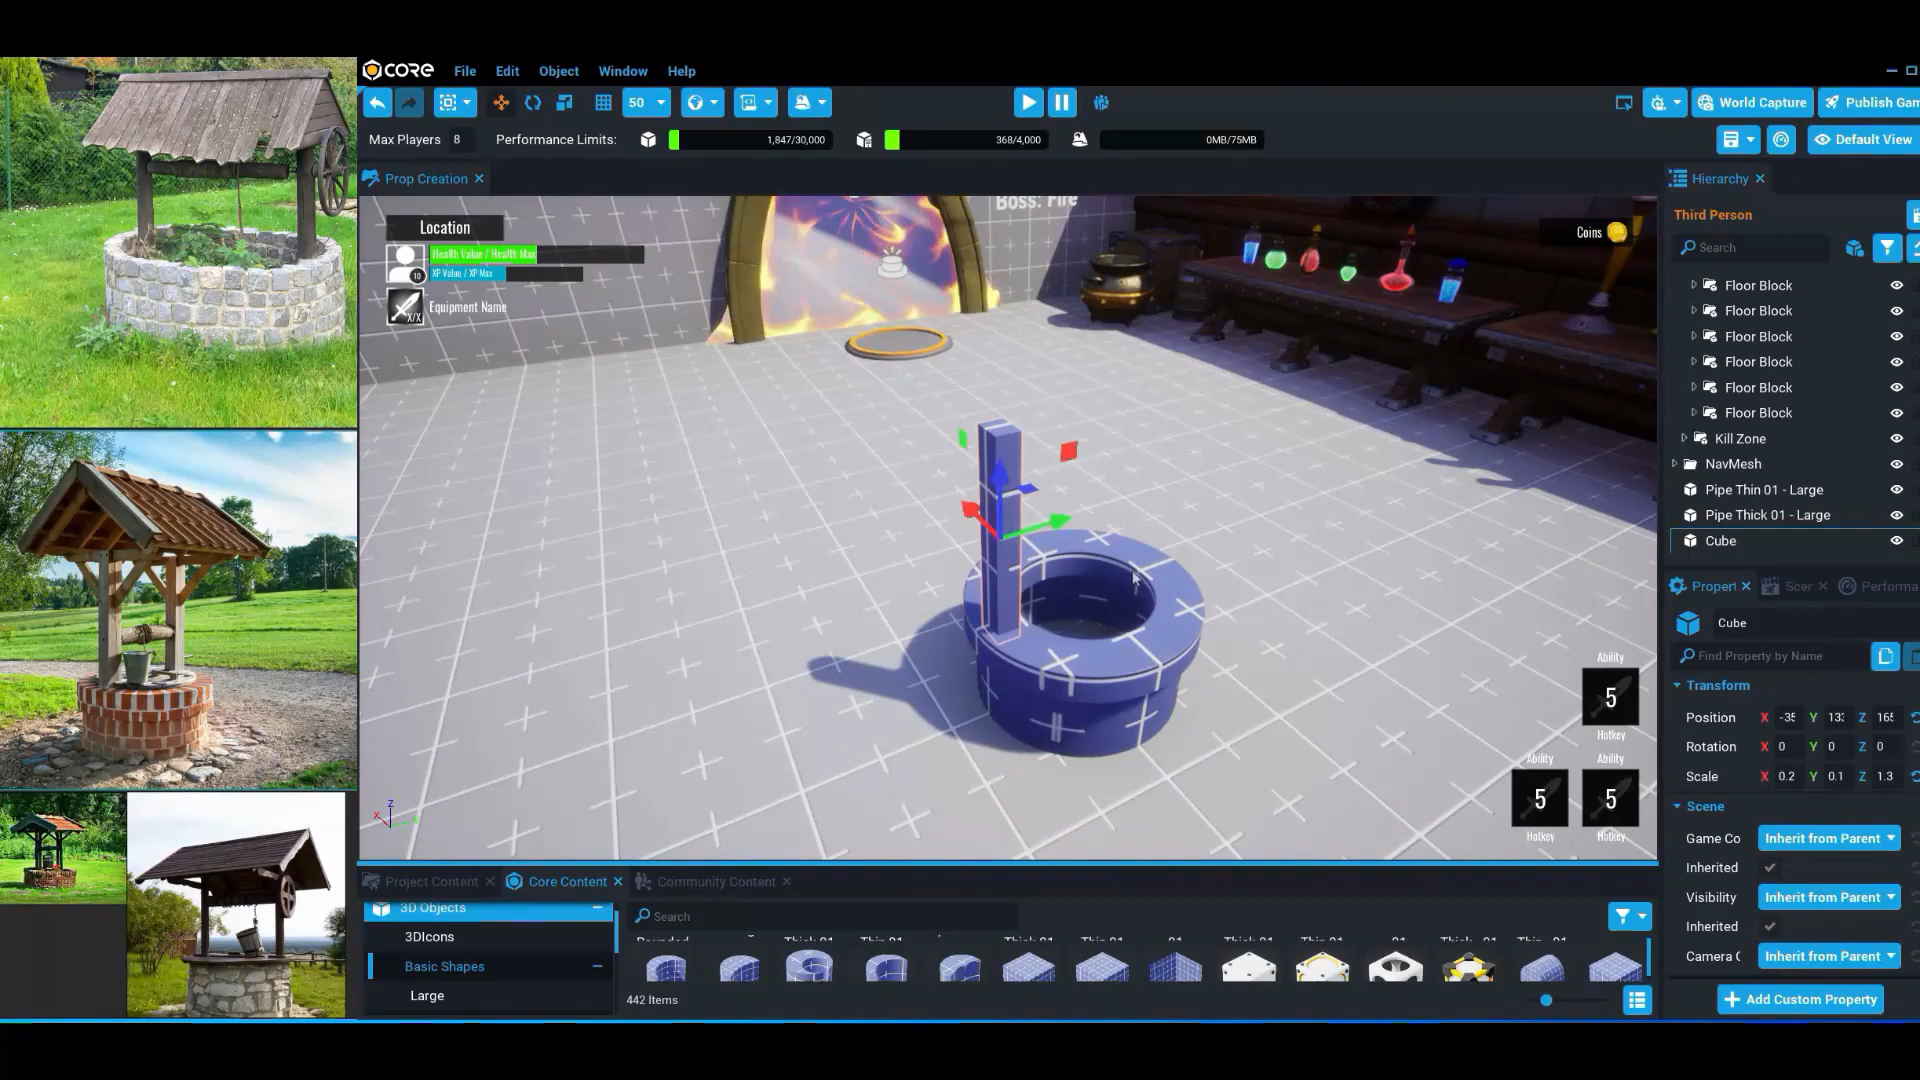 CORE File Edit Object Window Help
50
World Capture
Publish Gam
Max Players 8 Performance Limits: 1,847/30,000 368/4,000 0MB/75MB
Default View
Prop Creation
Hierarchy
Boss: Fire
Location
Health Value / Health Max
10
XP Value / XP Max
X/X
Equipment Name
Coins
Third Person
Search
Floor Block
Floor Block
Floor Block
Floor Block
Floor Block
Floor Block
Kill Zone
NavMesh
Pipe Thin 01 - Large
Pipe Thick 01 - Large
Cube
Propert Scer Performa
Cube
Find Property by Name
Transform
Position X -35 Y Z 165
Rotation X 0 Y 0 Z 0
Scale X 0.2 Y 0.1 Z 1.3
Scene
Game Co Inherit from Parent
Inherited
Visibility Inherit from Parent
Inherited
Camera C Inherit from Parent
Add Custom Property
Ability
5
Hotkey
Ability Ability
5 5
Hotkey Hotkey
Z
X
Project Content Core Content Community Content
3D Objects
3DIcons
Basic Shapes
Large
Search
442 Items